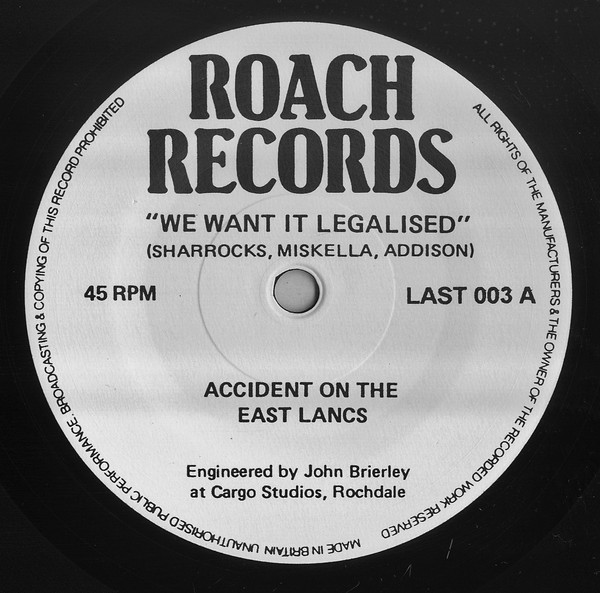 ROACH
RECORDS
"WE WANT IT LEGALISED"
(SHARROCKS, MISKELLA, ADDISON)
45 RPM
LAST 003 A
ACCIDENT ON THE
EAST LANCS
Engineered by John Brierley
at Cargo Studios, Rochdale
ALL RIGHTS OF THE MANUFACTURERS & THE OWNER OF THE RECORDED WORK RESERVED
MADE IN BRITAIN UNAUTHORISED PUBLIC PERFORMANCE. BROADCASTING & COPYING OF THIS RECORD PROHIBITED